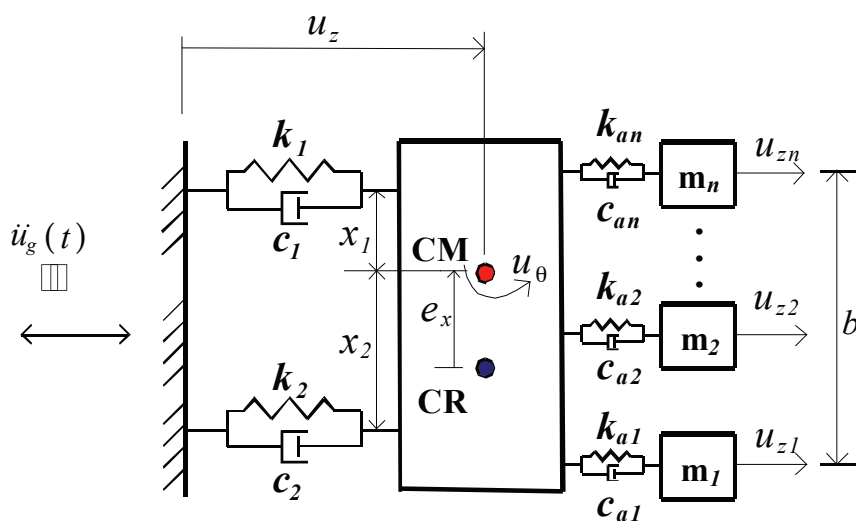 u_z
k_1
c_1
x_1
CM
u_θ
e_x
x_2
CR
k_2
c_2
ü_g(t)
k_an
c_an
m_n
u_zn
k_a2
c_a2
m_2
u_z2
b
k_a1
c_a1
m_1
u_z1